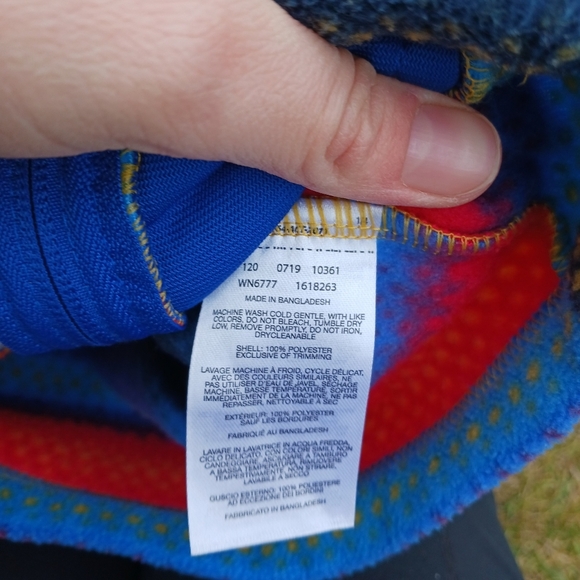 1/4
120 0719 10361
WN6777 1618263
MADE IN BANGLADESH
MACHINE WASH COLD GENTLE, WITH LIKE
COLORS, DO NOT BLEACH, TUMBLE DRY
LOW, REMOVE PROMPTLY, DO NOT IRON,
DRYCLEANABLE
SHELL: 100% POLYESTER
EXCLUSIVE OF TRIMMING
LAVAGE MACHINE À FROID, CYCLE DÉLICAT,
AVEC DES COULEURS SIMILAIRES, NE
PAS UTILISER D'EAU DE JAVEL, SÉCHAGE
MACHINE, BASSE TEMPÉRATURE, SORTIR
IMMÉDIATEMENT DE LA MACHINE, NE PAS
REPASSER, NETTOYABLE À SEC
EXTÉRIEUR: 100% POLYESTER
SAUF LES BORDURES
FABRIQUÉ AU BANGLADESH
LAVARE IN LAVATRICE IN ACQUA FREDDA,
CICLO DELICATO, CON COLORI SIMILI. NON
CANDEGGIARE, ASCIUGARE A TAMBURO
A BASSA TEMPERATURA, RIMUOVERE
TEMPESTIVAMENTE, NON STIRARE,
LAVABILE A SECCO
GUSCIO ESTERNO: 100% POLYESTER
AD ECCEZIONE DEI BORDINI
FABBRICATO IN BANGLADESH